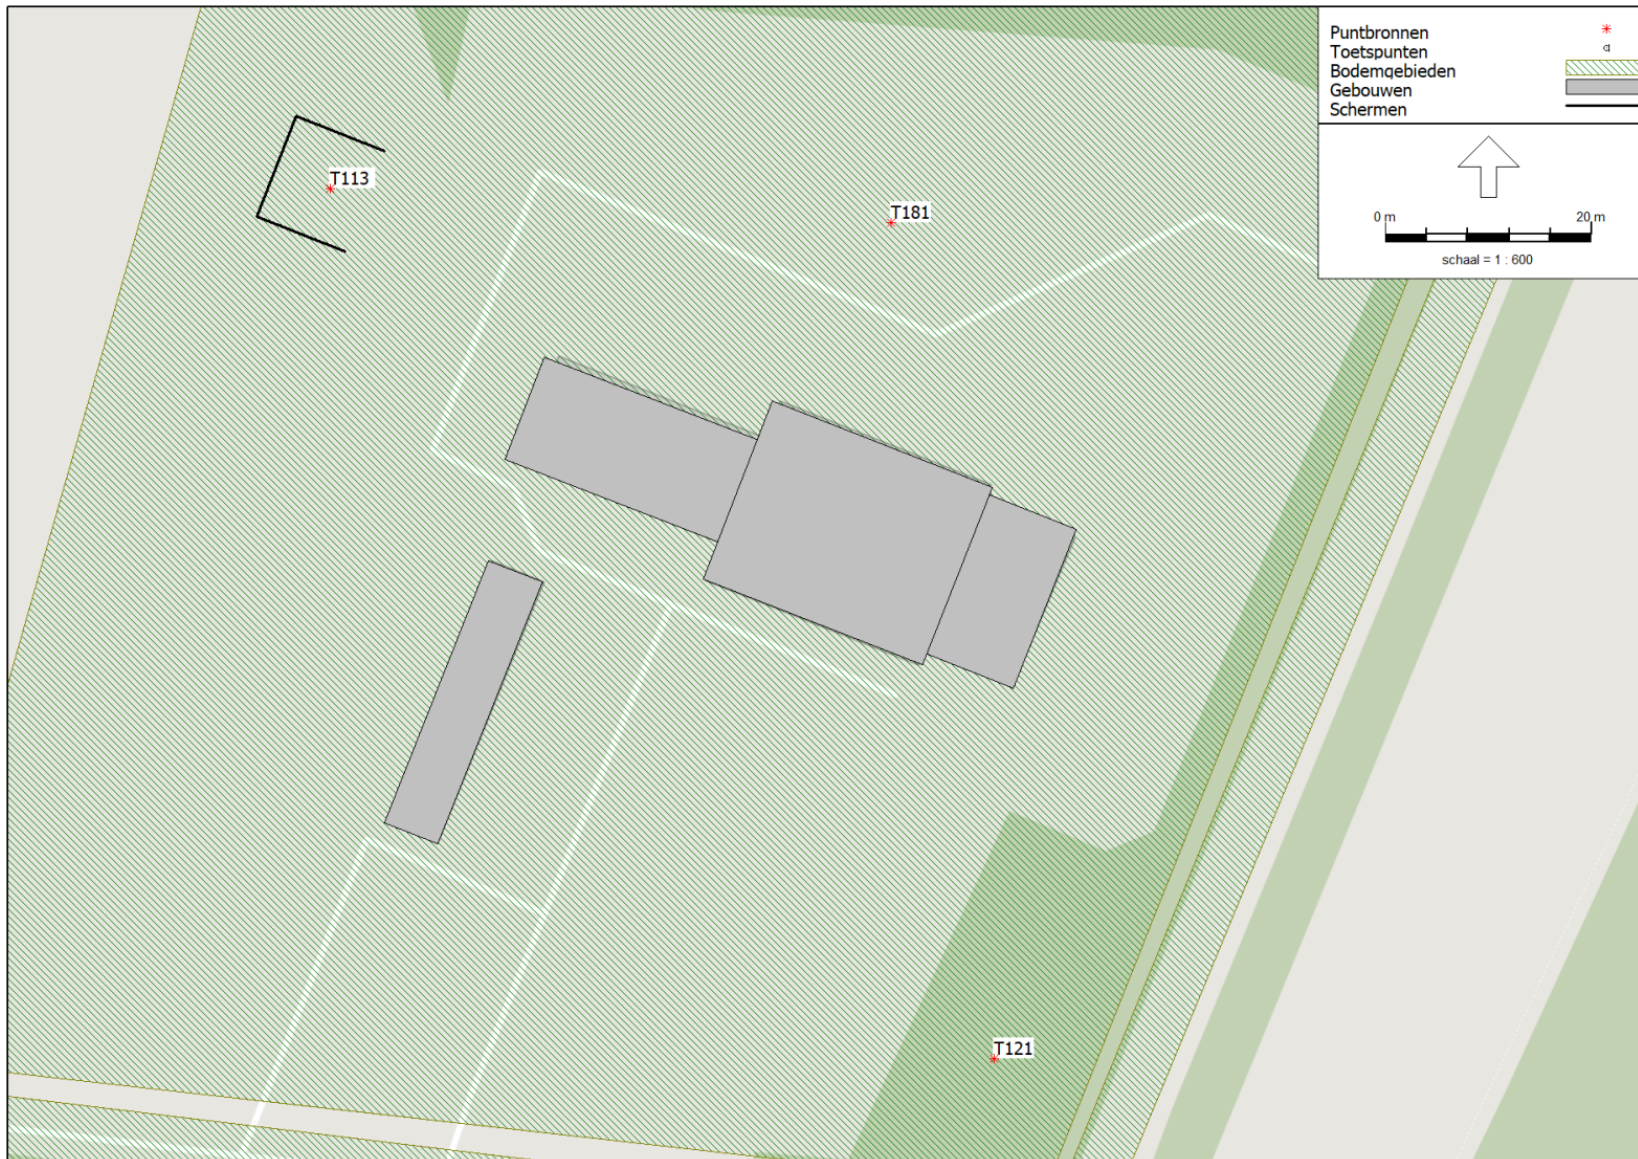 Puntbronnen
Toetspunten
Bodemgebieden
Gebouwen
Schermen
0 m 20 m
schaal = 1 : 600
T113
T181
T121